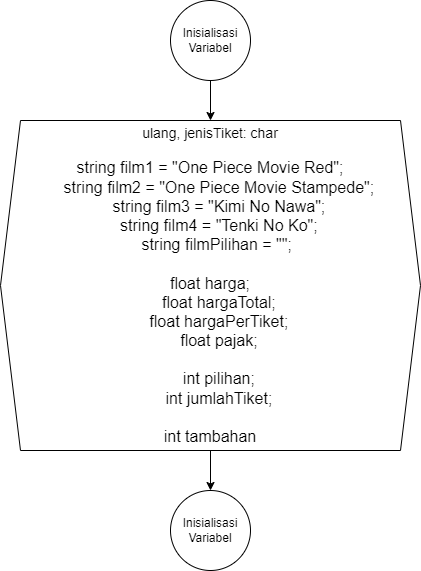 Inisialisasi
Variabel
ulang, jenisTiket: char
string film1 = "One Piece Movie Red";
string film2 = "One Piece Movie Stampede";
string film3 = "Kimi No Nawa";
string film4 = "Tenki No Ko";
string filmPilihan = "";
float harga;
float hargaTotal;
float hargaPerTiket;
float pajak;
int pilihan;
int jumlahTiket;
int tambahan
Inisialisasi
Variabel